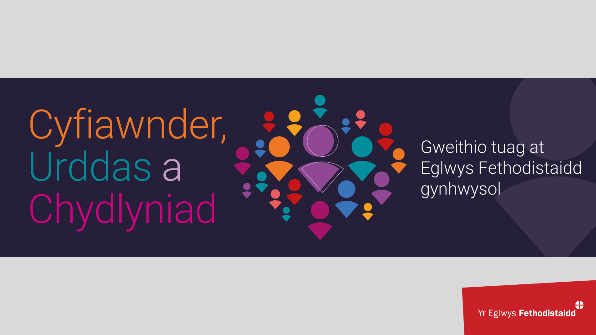 Cyfiawnder,
Urddas a
Chydlyniad
Gweithio tuag at
Eglwys Fethodistaidd
gynhwysol
Yr Eglwys Fethodistaidd